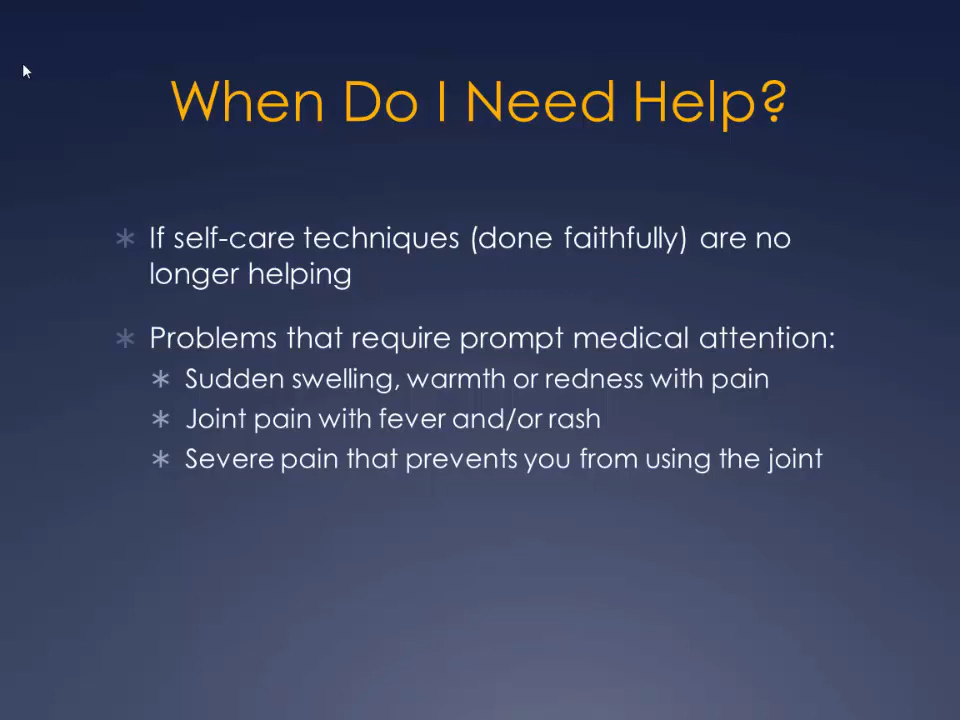 When Do I Need Help?
If self-care techniques (done faithfully) are no
longer helping
Problems that require prompt medical attention:
Sudden swelling, warmth or redness with pain
Joint pain with fever and/or rash
Severe pain that prevents you from using the joint